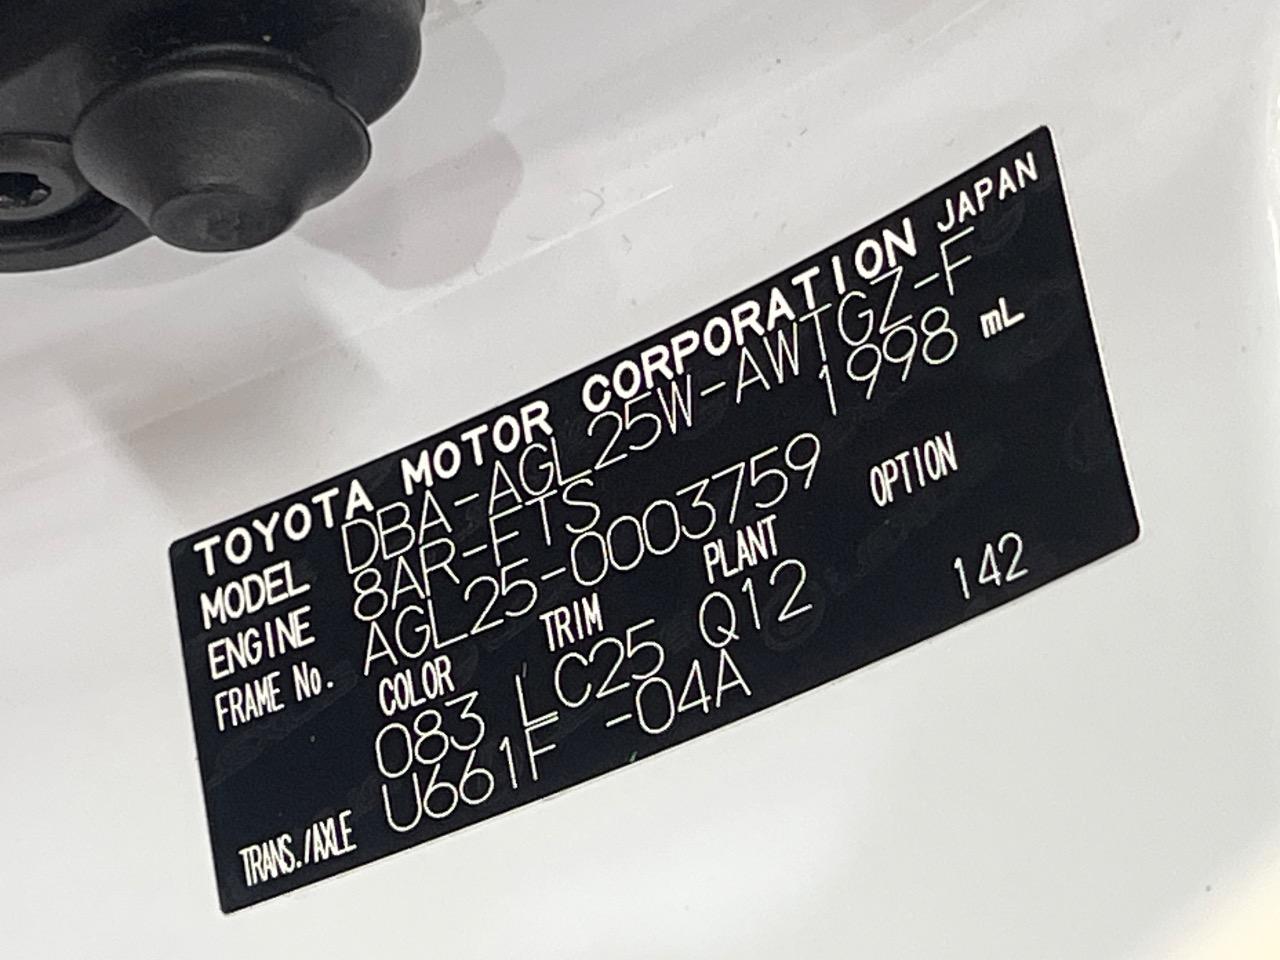 TOYOTA MOTOR CORPORATION JAPAN
MODEL DBA-AGL25W-AWTGZ-F
ENGINE 8AR-FTS 1998 mL
FRAME No. AGL25-0003759
COLOR TRIM PLANT OPTION
083 LC25 Q12 142
TRANS./AXLE U661F -04A